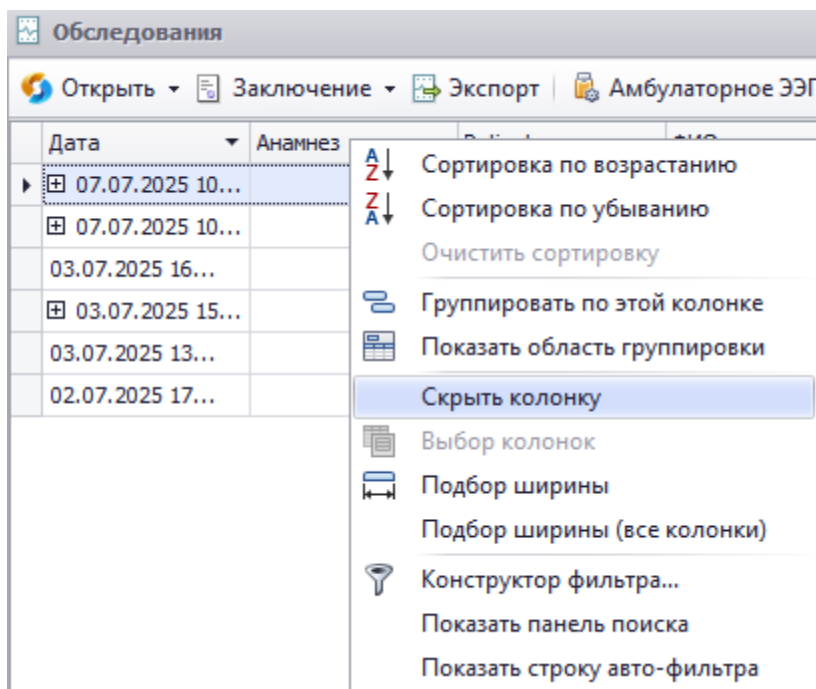 Обследования
Открыть Заключение Экспорт Амбулаторное ЭЭГ
Дата Анамнез
07.07.2025 10...
07.07.2025 10...
03.07.2025 16...
03.07.2025 15...
03.07.2025 13...
02.07.2025 17...
Сортировка по возрастанию
Сортировка по убыванию
Очистить сортировку
Группировать по этой колонке
Показать область группировки
Скрыть колонку
Выбор колонок
Подбор ширины
Подбор ширины (все колонки)
Конструктор фильтра...
Показать панель поиска
Показать строку авто-фильтра